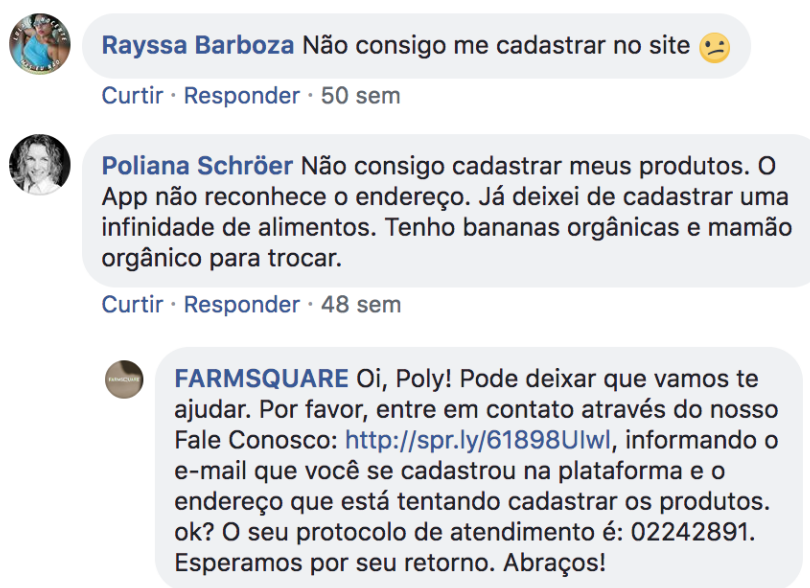 Rayssa Barboza Não consigo me cadastrar no site 🫤
Curtir · Responder · 50 sem
Poliana Schröer Não consigo cadastrar meus produtos. O
App não reconhece o endereço. Já deixei de cadastrar uma
infinidade de alimentos. Tenho bananas orgânicas e mamão
orgânico para trocar.
Curtir · Responder · 48 sem
FARMSQUARE Oi, Poly! Pode deixar que vamos te
ajudar. Por favor, entre em contato através do nosso
Fale Conosco: http://spr.ly/61898Ulwl, informando o
e-mail que você se cadastrou na plataforma e o
endereço que está tentando cadastrar os produtos.
ok? O seu protocolo de atendimento é: 02242891.
Esperamos por seu retorno. Abraços!